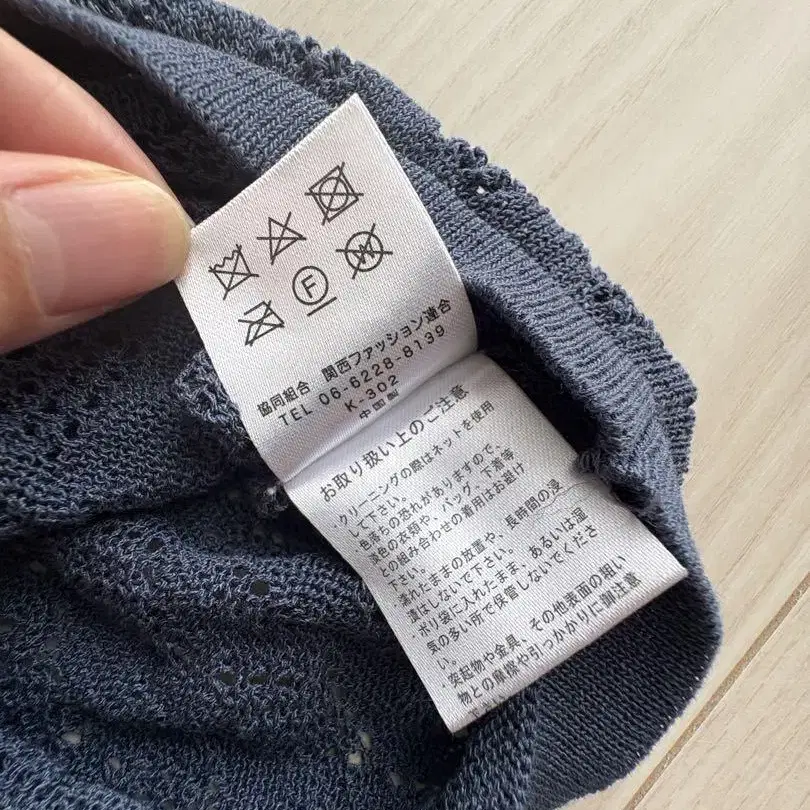 F
W
協同組合 関西ファッション連合
TEL 06-6228-8139
K-302
中国製
お取り扱い上のご注意
・クリーニングの際はネットを使用
して下さい。
・色落ちの恐れがありますので、
淡色の衣類や、バッグ、下着等
との組み合わせの着用はお避け
下さい。
・濡れたままの放置や、長時間の浸
漬はしないで下さい。
・ポリ袋に入れたまま、あるいは湿
気の多い所で保管しないでくださ
い。
・突起物や金具、その他表面の粗い
物との摩擦や引っかかりに御注意